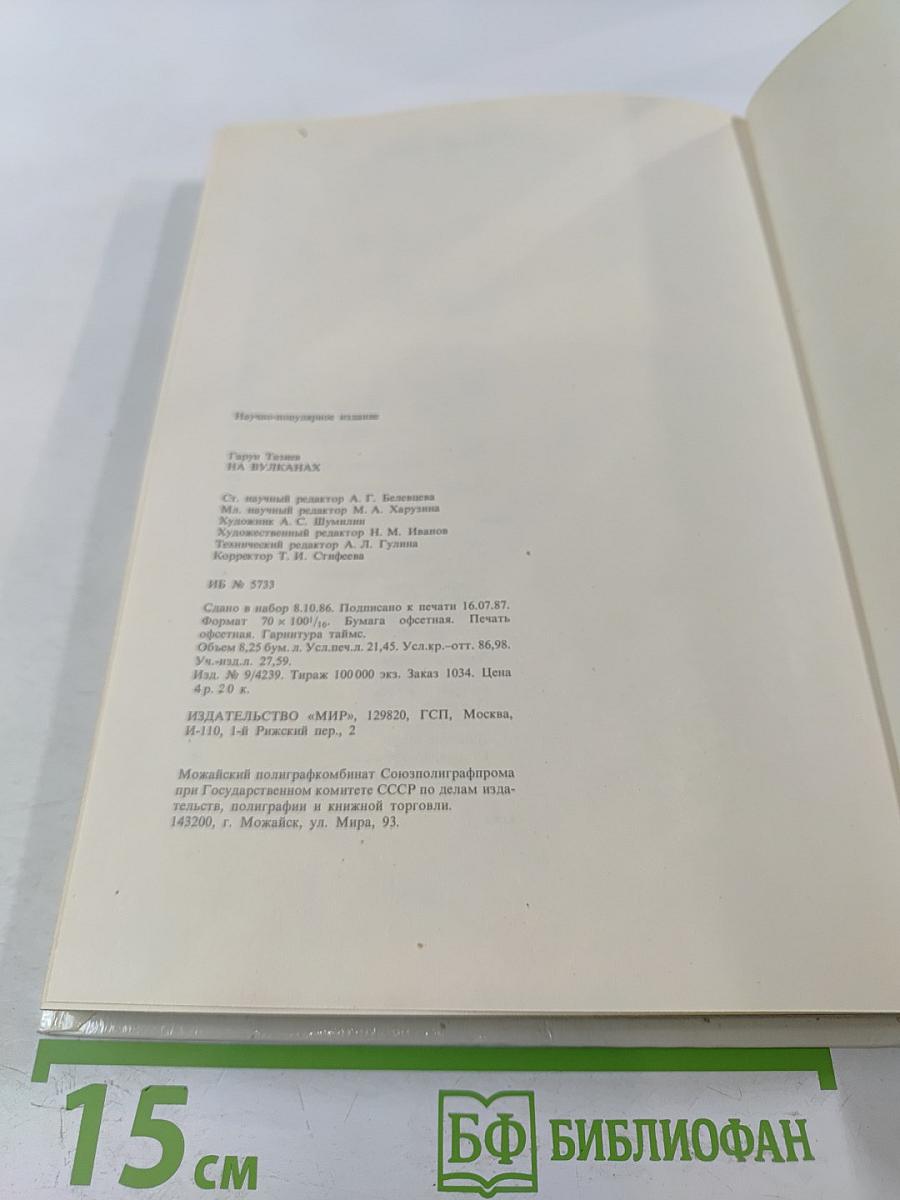 Научно-популярное издание
Гарун Тазиев
НА ВУЛКАНАХ
Ст. научный редактор А. Г. Белевцева
Мл. научный редактор М. А. Харузина
Художник А. С. Шумилин
Художественный редактор Н. М. Иванов
Технический редактор А. Л. Гулина
Корректор Т. И. Стифеева
ИБ № 5733
Сдано в набор 8.10.86. Подписано к печати 16.07.87.
Формат 70 × 100¹/₁₆. Бумага офсетная. Печать
офсетная. Гарнитура таймс.
Объем 8,25 бум. л. Усл.печ.л. 21,45. Усл.кр.-отт. 86,98.
Уч.-изд.л. 27,59.
Изд. № 9/4239. Тираж 100 000 экз. Заказ 1034. Цена
4 р. 20 к.
ИЗДАТЕЛЬСТВО «МИР», 129820, ГСП, Москва,
И-110, 1-й Рижский пер., 2
Можайский полиграфкомбинат Союзполиграфпрома
при Государственном комитете СССР по делам изда-
тельств, полиграфии и книжной торговли.
143200, г. Можайск, ул. Мира, 93.
15 см
БФ БИБЛИОФАН